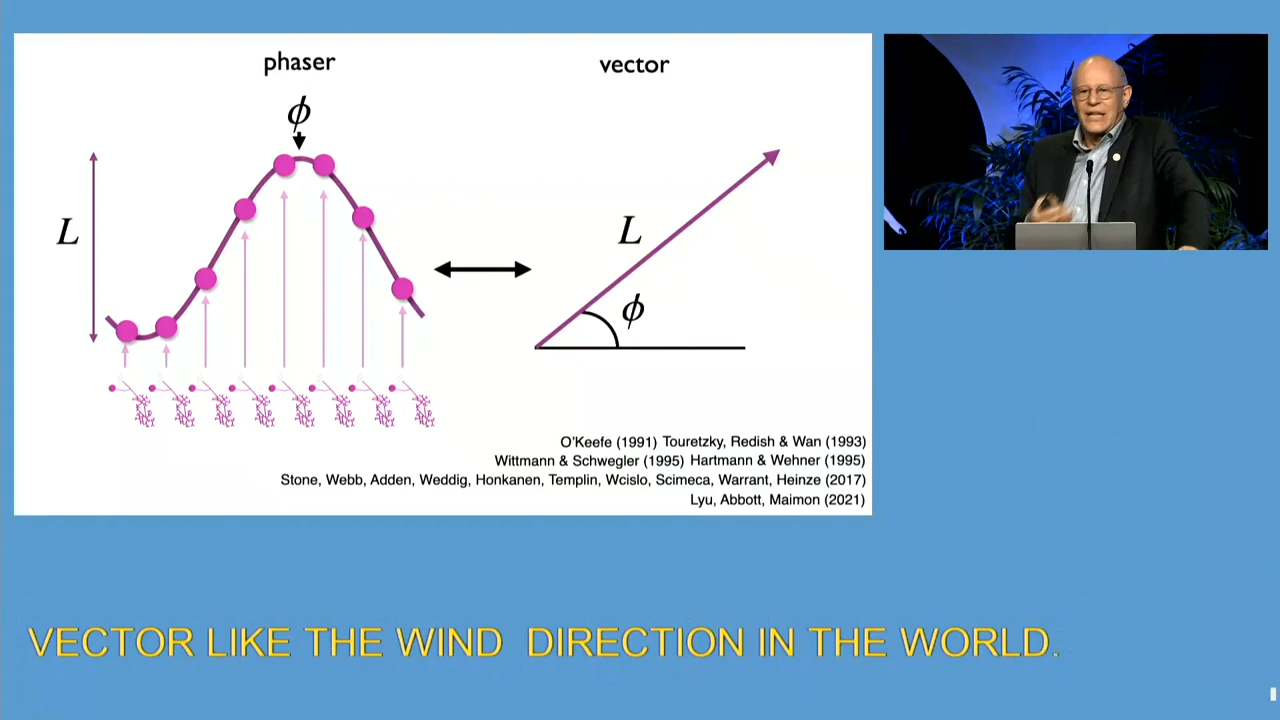 phaser
vector
ϕ
L
L
ϕ
O'Keefe (1991) Touretzky, Redish & Wan (1993)
Wittmann & Schwegler (1995) Hartmann & Wehner (1995)
Stone, Webb, Adden, Weddig, Honkanen, Templin, Wcislo, Scimeca, Warrant, Heinze (2017)
Lyu, Abbott, Maimon (2021)
VECTOR LIKE THE WIND DIRECTION IN THE WORLD.